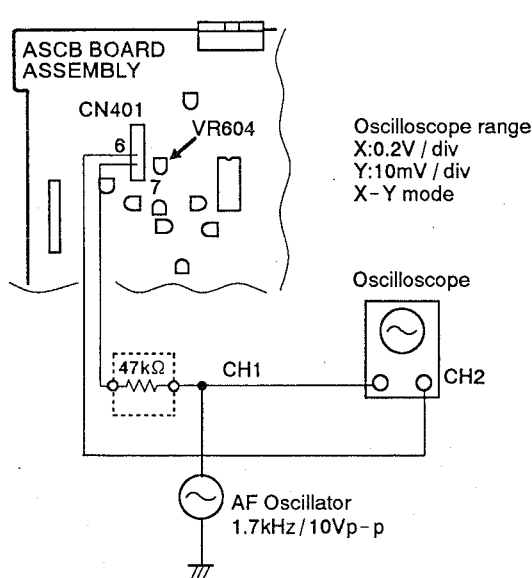 ASCB BOARD
ASSEMBLY
CN401
6
VR604
7
Oscilloscope range
X:0.2V / div
Y:10mV / div
X-Y mode
Oscilloscope
47kΩ
CH1
CH2
AF Oscillator
1.7kHz/10Vp-p